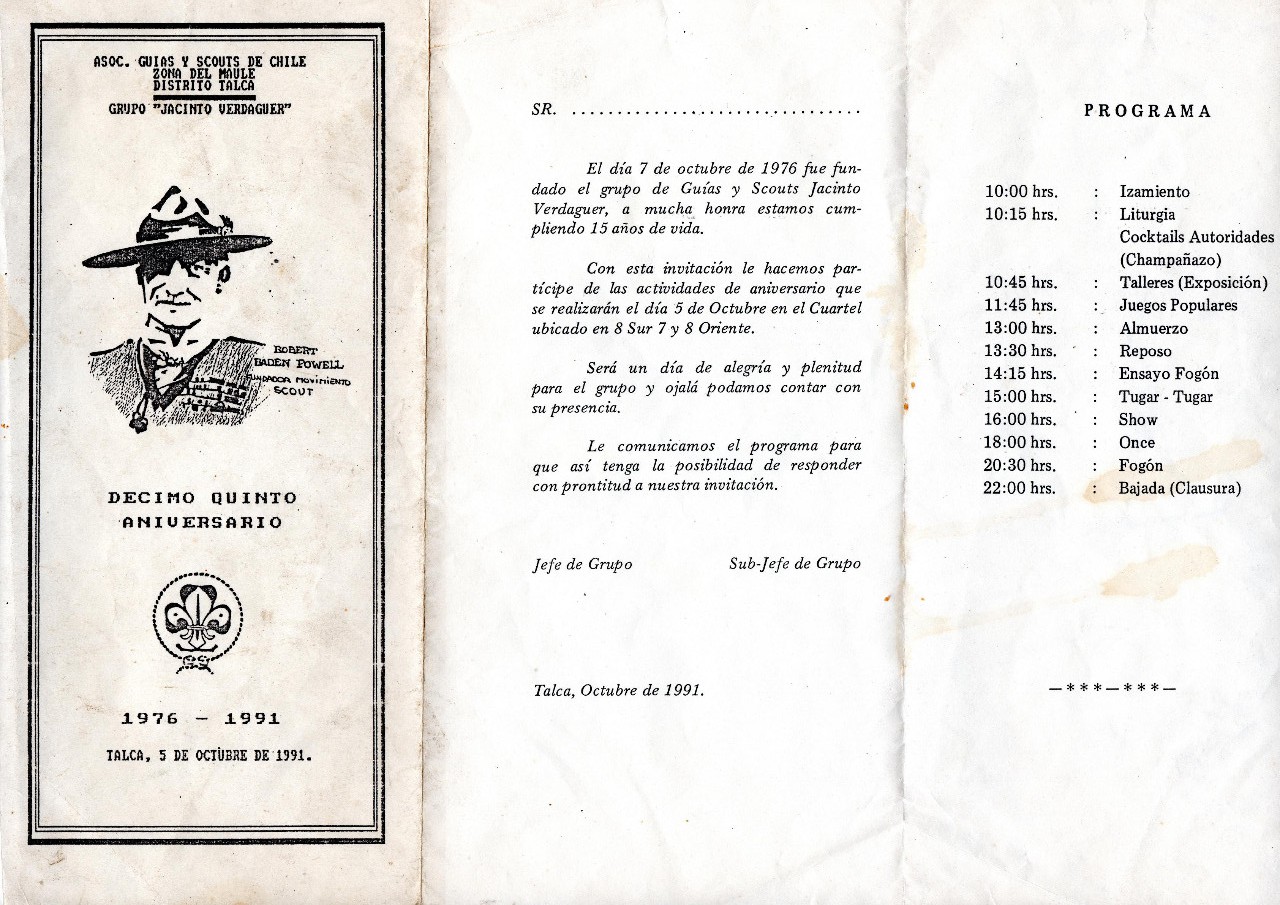 ASOC. GUIAS Y SCOUTS DE CHILE
ZONA DEL MAULE
DISTRITO TALCA
GRUPO "JACINTO VERDAGUER"
ROBERT
BADEN POWELL
FUNDADOR MOVIMIENTO
SCOUT
DECIMO QUINTO
ANIVERSARIO
1976 - 1991
TALCA, 5 DE OCTUBRE DE 1991.
SR. ................................
El día 7 de octubre de 1976 fue fun-
dado el grupo de Guías y Scouts Jacinto
Verdaguer, a mucha honra estamos cum-
pliendo 15 años de vida.
Con esta invitación le hacemos par-
tícipe de las actividades de aniversario que
se realizarán el día 5 de Octubre en el Cuartel
ubicado en 8 Sur 7 y 8 Oriente.
Será un día de alegría y plenitud
para el grupo y ojalá podamos contar con
su presencia.
Le comunicamos el programa para
que así tenga la posibilidad de responder
con prontitud a nuestra invitación.
Jefe de Grupo Sub-Jefe de Grupo
Talca, Octubre de 1991.
PROGRAMA
10:00 hrs. : Izamiento
10:15 hrs. : Liturgia
Cocktails Autoridades
(Champañazo)
10:45 hrs. : Talleres (Exposición)
11:45 hrs. : Juegos Populares
13:00 hrs. : Almuerzo
13:30 hrs. : Reposo
14:15 hrs. : Ensayo Fogón
15:00 hrs. : Tugar - Tugar
16:00 hrs. : Show
18:00 hrs. : Once
20:30 hrs. : Fogón
22:00 hrs. : Bajada (Clausura)
—***—***—